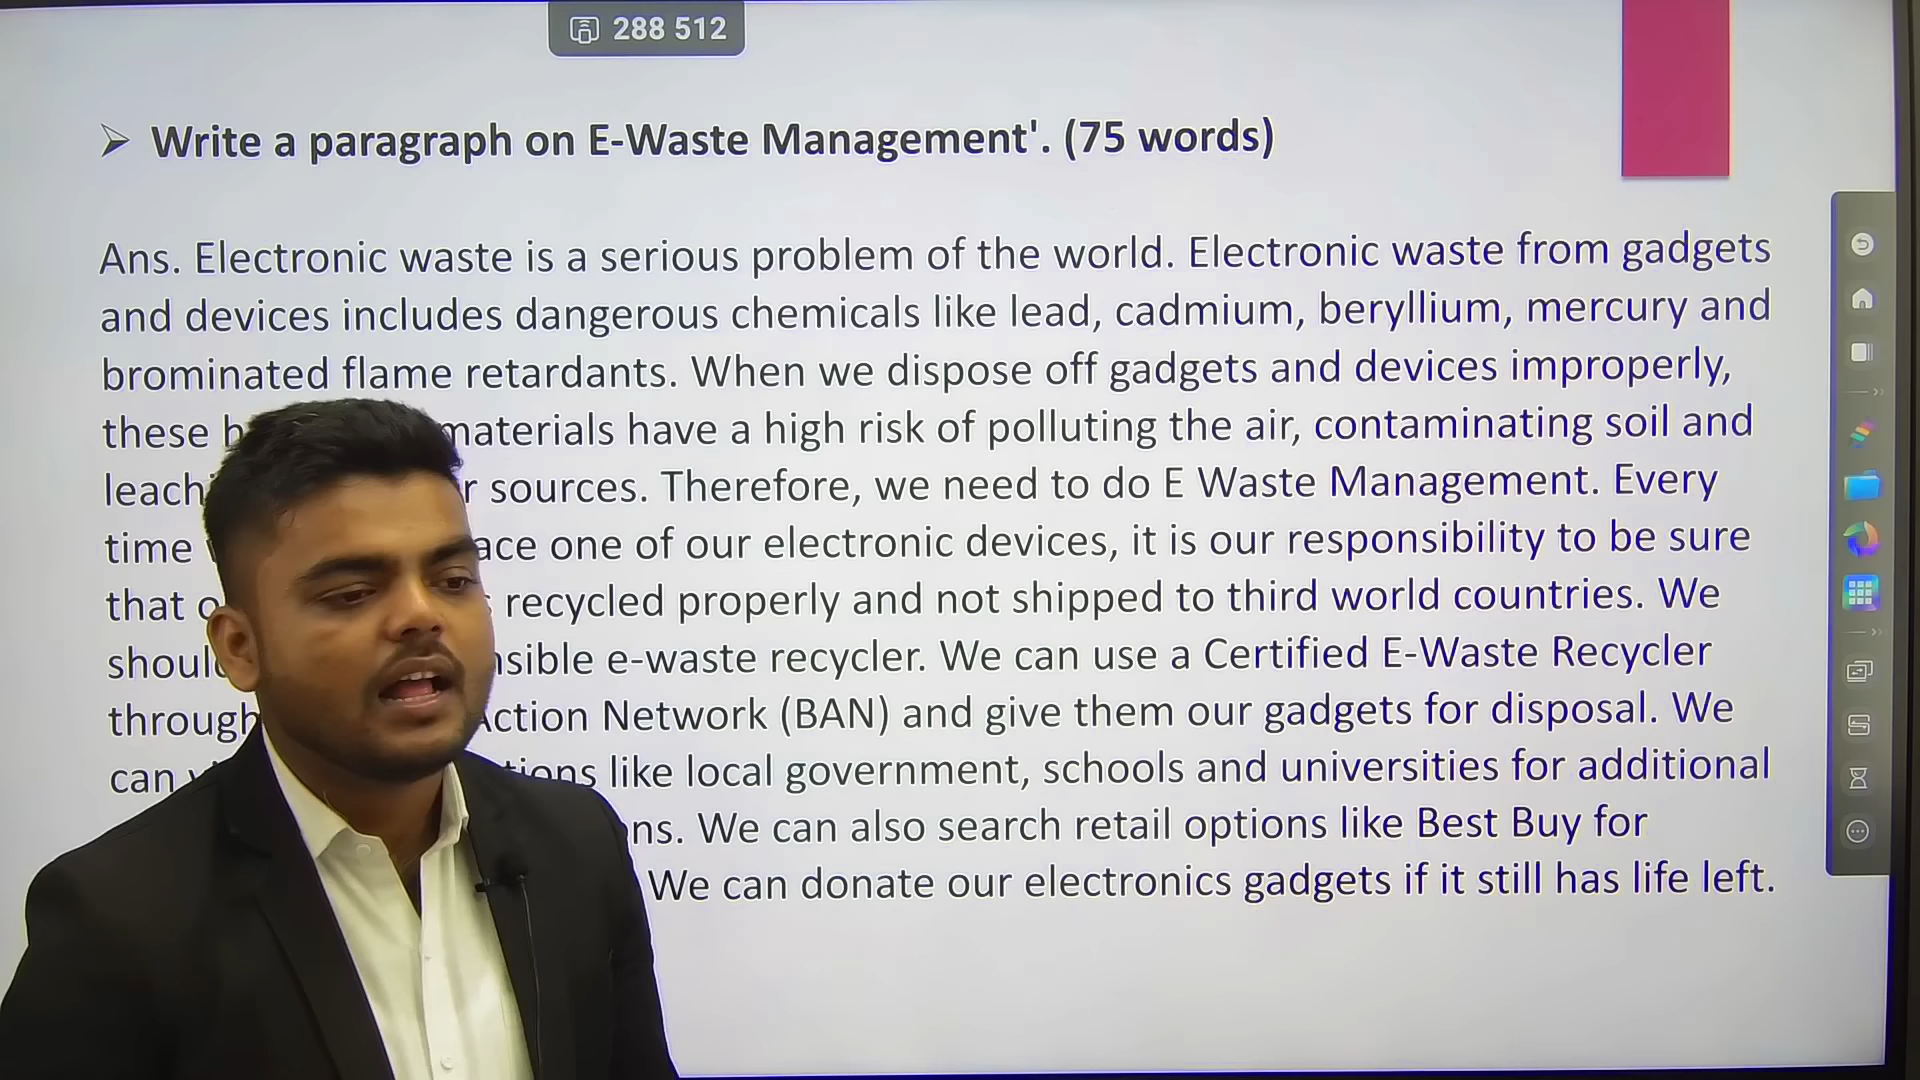 288 512
➢ Write a paragraph on E-Waste Management'. (75 words)
Ans. Electronic waste is a serious problem of the world. Electronic waste from gadgets
and devices includes dangerous chemicals like lead, cadmium, beryllium, mercury and
brominated flame retardants. When we dispose off gadgets and devices improperly,
these materials have a high risk of polluting the air, contaminating soil and
sources. Therefore, we need to do E Waste Management. Every
time one of our electronic devices, it is our responsibility to be sure
that recycled properly and not shipped to third world countries. We
e-waste recycler. We can use a Certified E-Waste Recycler
through Action Network (BAN) and give them our gadgets for disposal. We
can like local government, schools and universities for additional
We can also search retail options like Best Buy for
We can donate our electronics gadgets if it still has life left.